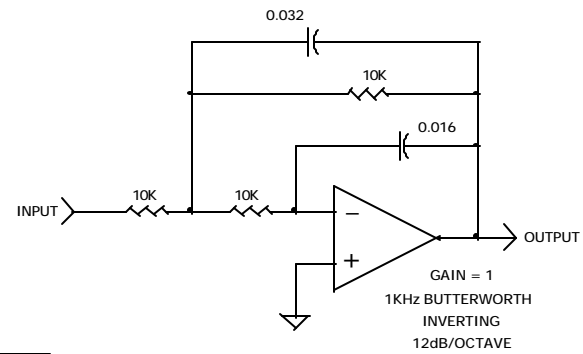 0.032
10K
0.016
10K
10K
INPUT
−
+
OUTPUT
GAIN = 1
1KHz BUTTERWORTH
INVERTING
12dB/OCTAVE